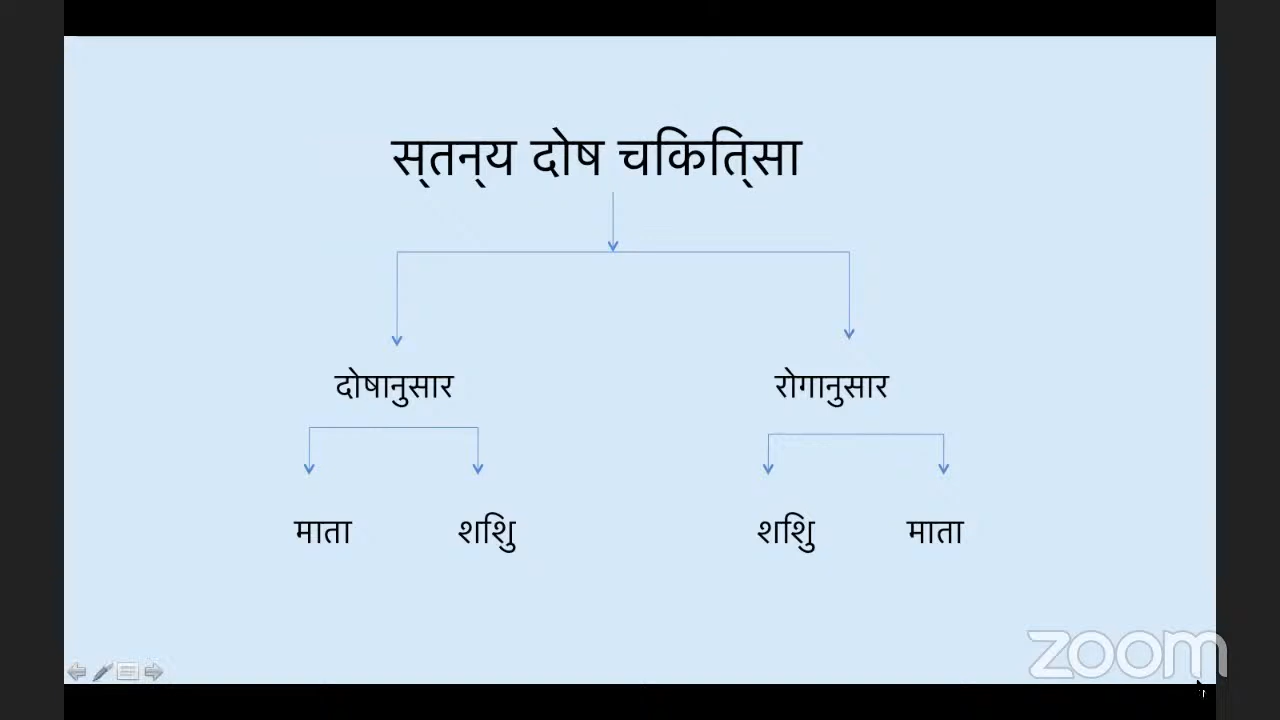 स्तन्य दोष चिकित्सा
दोषानुसार रोगानुसार
माता शिशु शिशु माता
zoom